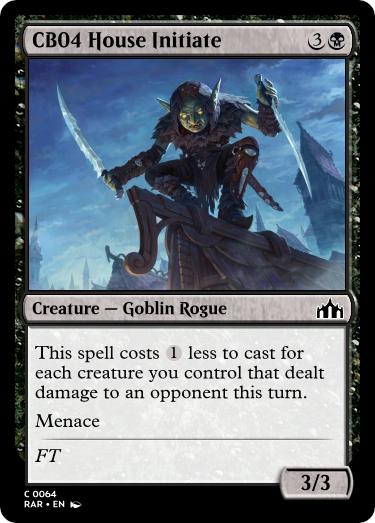 CB04 House Initiate 3
Creature — Goblin Rogue
This spell costs 1 less to cast for
each creature you control that dealt
damage to an opponent this turn.
Menace
FT
3/3
C 0064
RAR • EN